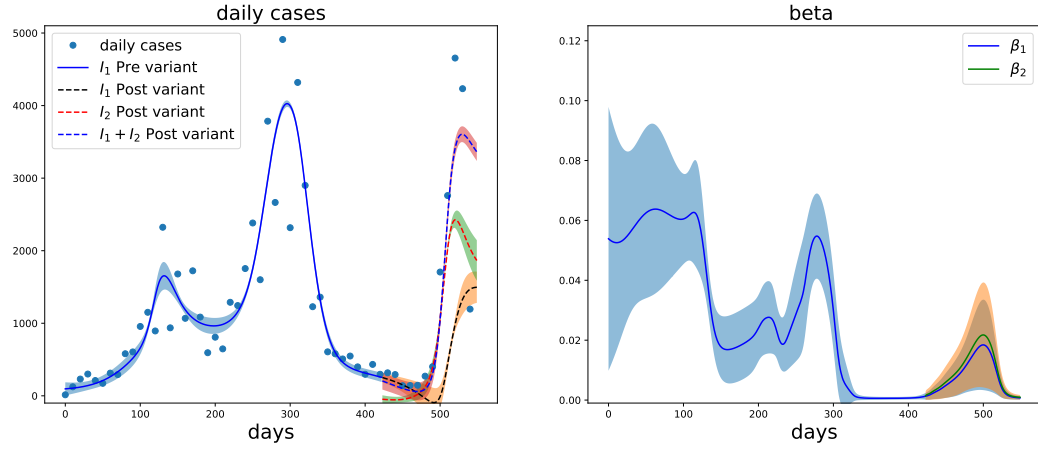 daily cases
5000
4000
3000
2000
1000
0
0 100 200 300 400 500
days
daily cases
I₁ Pre variant
I₁ Post variant
I₂ Post variant
I₁ + I₂ Post variant
beta
0.12
0.10
0.08
0.06
0.04
0.02
0.00
0 100 200 300 400 500
days
β₁
β₂